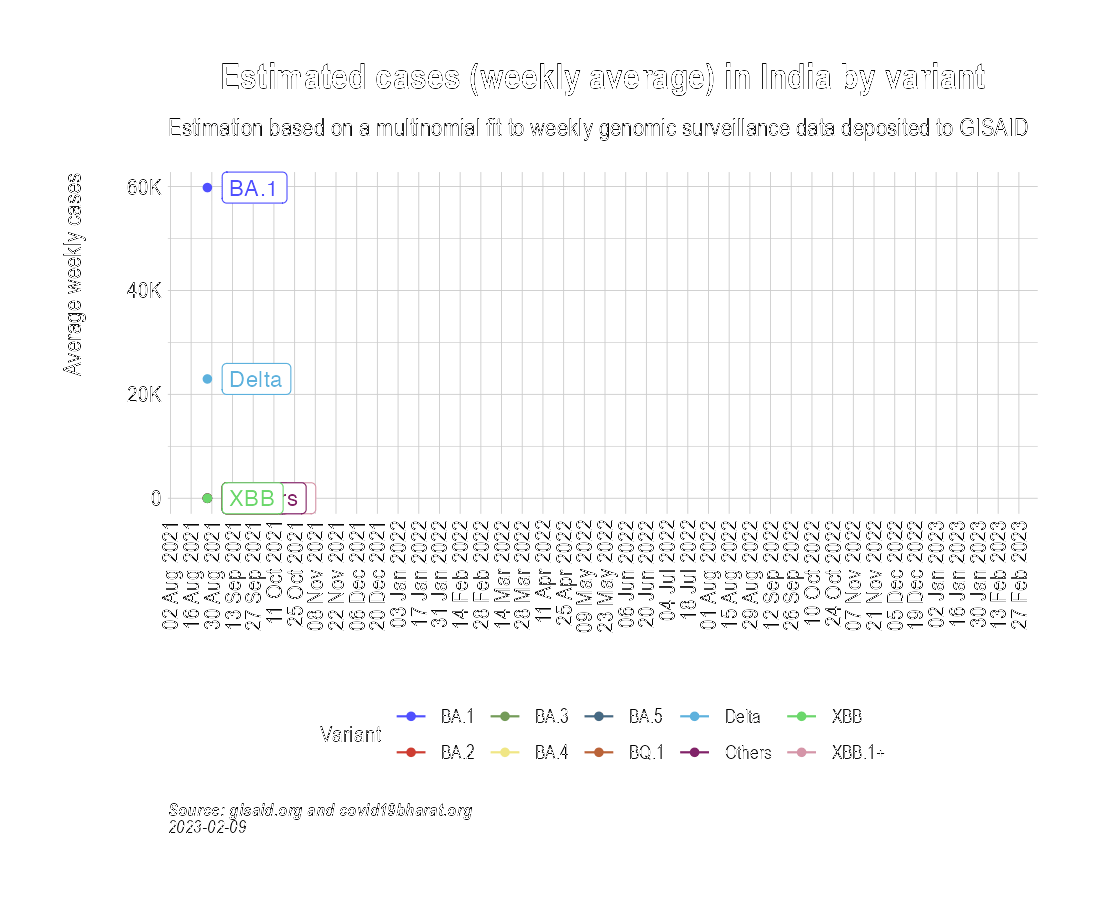 Estimated cases (weekly average) in India by variant
Estimation based on a multinomial fit to weekly genomic surveillance data deposited to GISAID
Average weekly cases
60K
40K
20K
0
BA.1
Delta
XBB
rs
02 Aug 2021
16 Aug 2021
30 Aug 2021
13 Sep 2021
27 Sep 2021
11 Oct 2021
25 Oct 2021
08 Nov 2021
22 Nov 2021
06 Dec 2021
20 Dec 2021
03 Jan 2022
17 Jan 2022
31 Jan 2022
14 Feb 2022
28 Feb 2022
14 Mar 2022
28 Mar 2022
11 Apr 2022
25 Apr 2022
09 May 2022
23 May 2022
06 Jun 2022
20 Jun 2022
04 Jul 2022
18 Jul 2022
01 Aug 2022
15 Aug 2022
29 Aug 2022
12 Sep 2022
26 Sep 2022
10 Oct 2022
24 Oct 2022
07 Nov 2022
21 Nov 2022
05 Dec 2022
19 Dec 2022
02 Jan 2023
16 Jan 2023
30 Jan 2023
13 Feb 2023
27 Feb 2023
Variant
BA.1 BA.3 BA.5 Delta XBB
BA.2 BA.4 BQ.1 Others XBB.1+
Source: gisaid.org and covid19bharat.org
2023-02-09